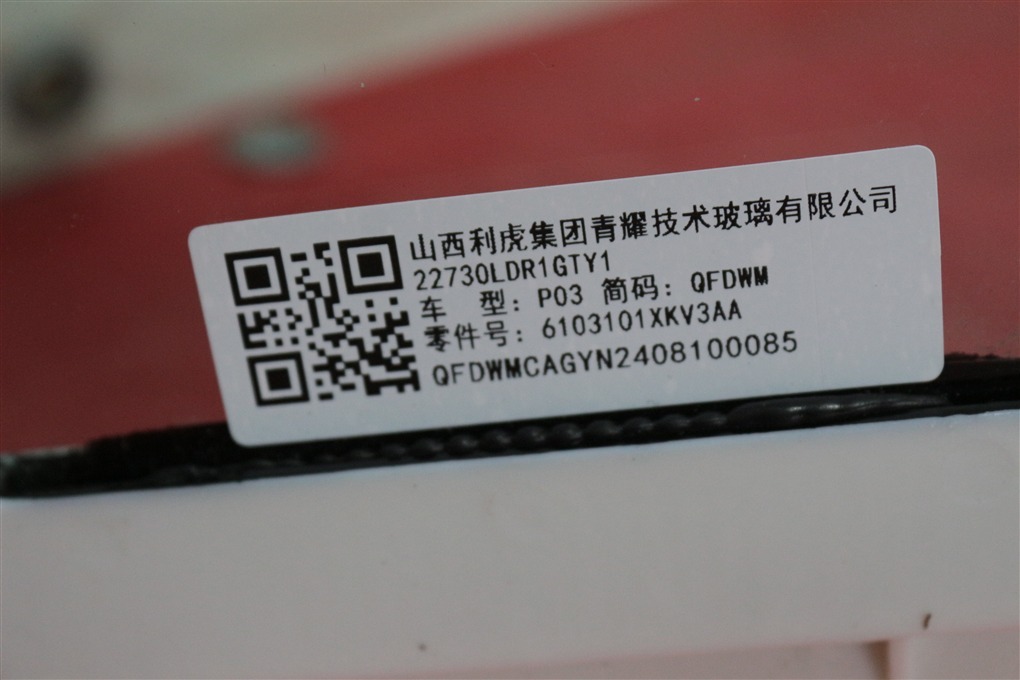 山西利虎集团青耀技术玻璃有限公司
22730LDR1GTY1
车 型: P03 简码: QFDWM
零件号: 6103101XKV3AA
QFDWMCAGYN2408100085